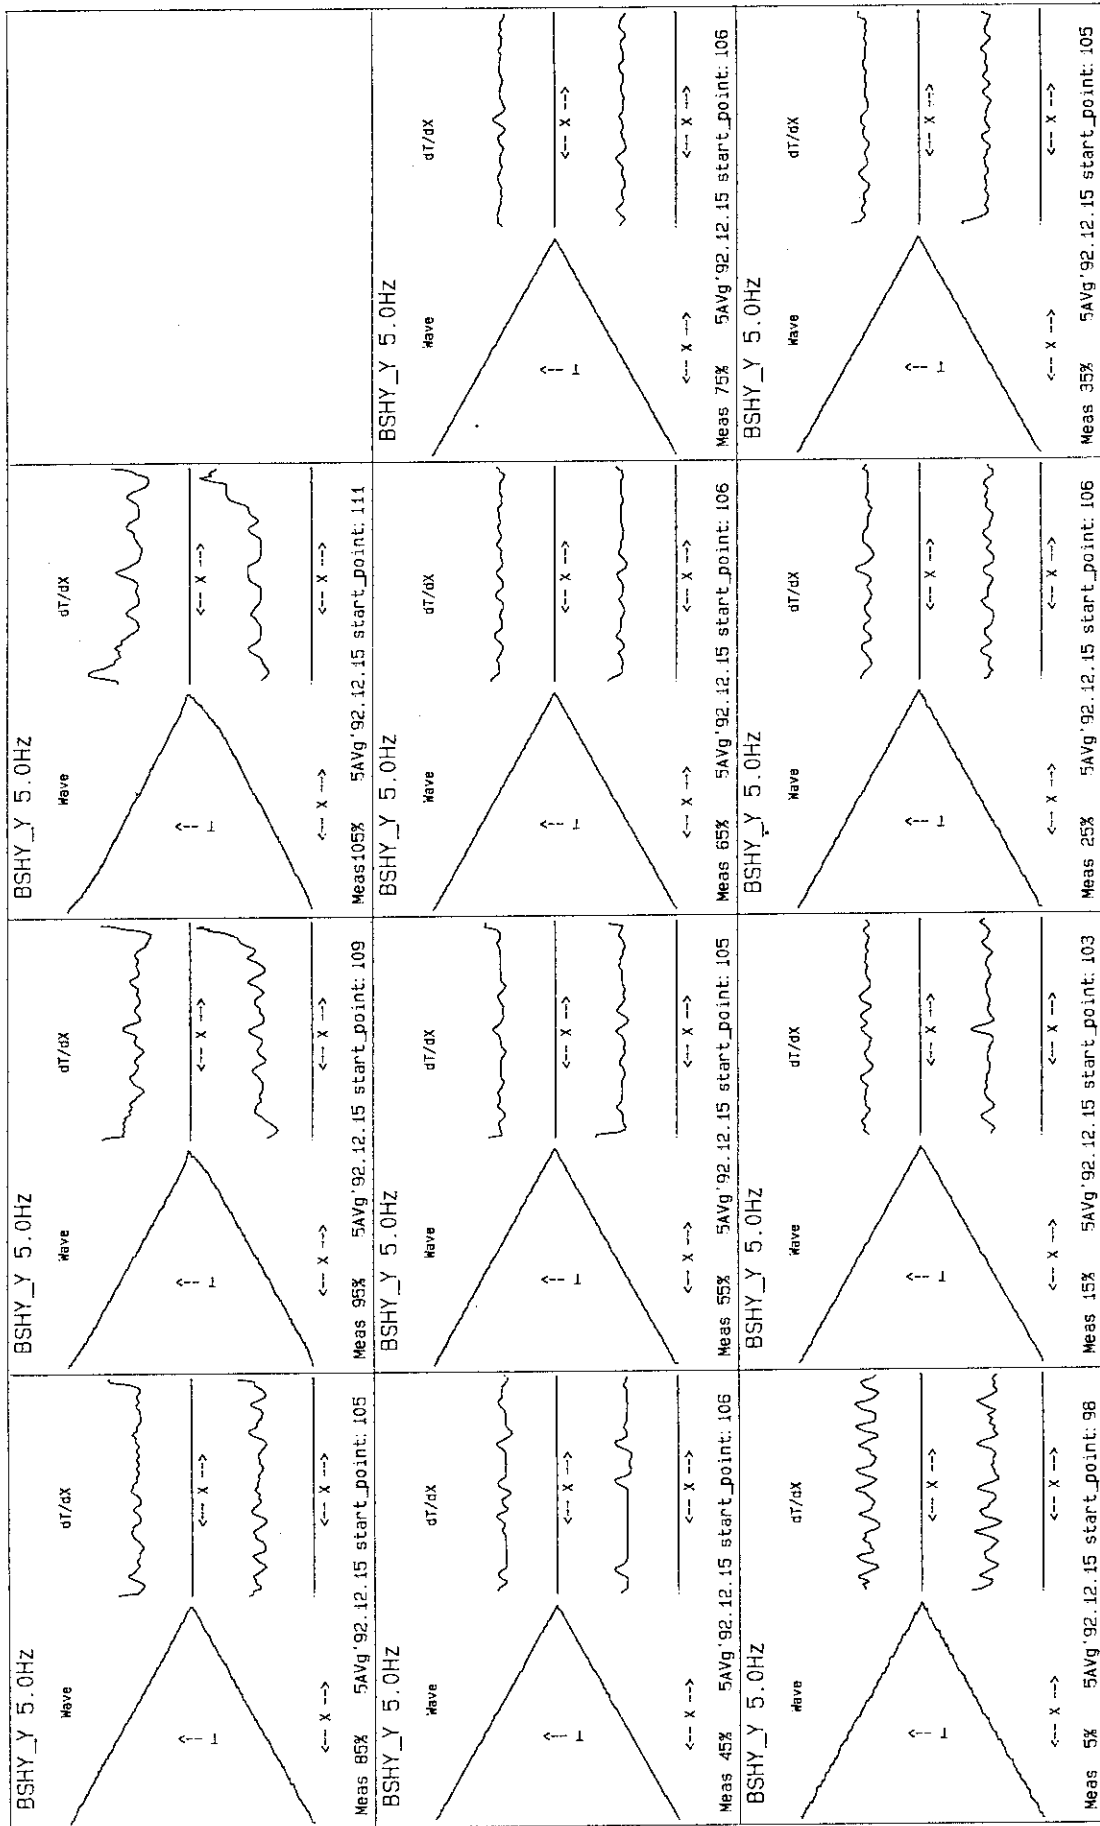 BSHY_Y 5.0HZ
Wave dT/dX
<-- T
<-- X -->
<-- X --> <-- X -->
Meas 85% 5AVg'92.12.15 start_point: 105
BSHY_Y 5.0HZ
Wave dT/dX
<-- T
<-- X -->
<-- X --> <-- X -->
Meas 95% 5AVg'92.12.15 start_point: 109
BSHY_Y 5.0HZ
Wave dT/dX
<-- T
<-- X -->
<-- X --> <-- X -->
Meas105% 5AVg'92.12.15 start_point: 111
BSHY_Y 5.0HZ
Wave dT/dX
<-- T
<-- X -->
<-- X --> <-- X -->
Meas 45% 5AVg'92.12.15 start_point: 106
BSHY_Y 5.0HZ
Wave dT/dX
<-- T
<-- X -->
<-- X --> <-- X -->
Meas 55% 5AVg'92.12.15 start_point: 105
BSHY_Y 5.0HZ
Wave dT/dX
<-- T
<-- X -->
<-- X --> <-- X -->
Meas 65% 5AVg'92.12.15 start_point: 106
BSHY_Y 5.0HZ
Wave dT/dX
<-- T
<-- X -->
<-- X --> <-- X -->
Meas 75% 5AVg'92.12.15 start_point: 106
BSHY_Y 5.0HZ
Wave dT/dX
<-- T
<-- X -->
<-- X --> <-- X -->
Meas 5% 5AVg'92.12.15 start_point: 98
BSHY_Y 5.0HZ
Wave dT/dX
<-- T
<-- X -->
<-- X --> <-- X -->
Meas 15% 5AVg'92.12.15 start_point: 103
BSHY_Y 5.0HZ
Wave dT/dX
<-- T
<-- X -->
<-- X --> <-- X -->
Meas 25% 5AVg'92.12.15 start_point: 106
BSHY_Y 5.0HZ
Wave dT/dX
<-- T
<-- X -->
<-- X --> <-- X -->
Meas 35% 5AVg'92.12.15 start_point: 105